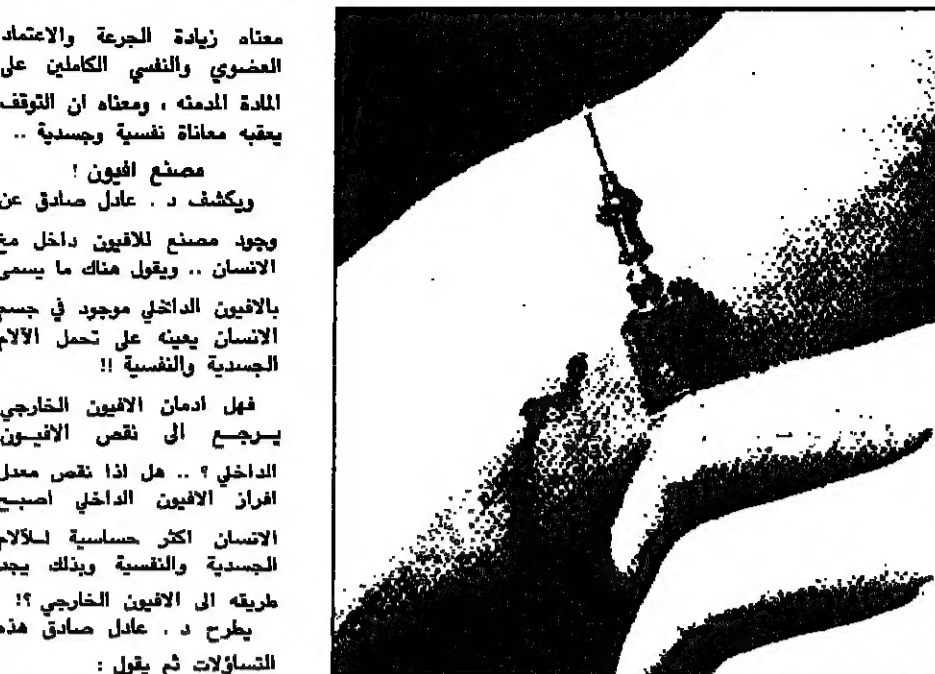 معناه زيادة الجرعة والاعتماد
العضوي والنفسي الكاملين على
المادة المدمنه ، ومعناه ان التوقف
يعقبه معاناة نفسية وجسدية ..
مصنع افيون !
ويكشف د . عادل صادق عن
وجود مصنع للافيون داخل مخ
الانسان .. ويقول هناك ما يسمى
بالافيون الداخلي موجود في جسم
الانسان يعينه على تحمل الآلام
الجسدية والنفسية !!
فهل ادمان الافيون الخارجي
يرجع الى نقص الافيون
الداخلي ؟ .. هل اذا نقص معدل
افراز الافيون الداخلي اصبح
الانسان اكثر حساسية للآلام
الجسدية والنفسية وبذلك يجد
طريقه الى الافيون الخارجي ؟!
يطرح د . عادل صادق هذه
التساؤلات ثم يقول :